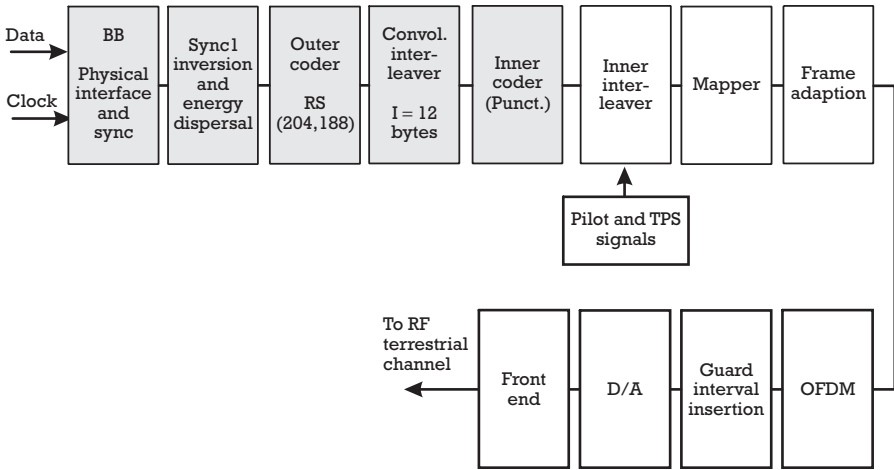 Data
Clock
BB
Physical
interface
and
sync
Sync1
inversion
and
energy
dispersal
Outer
coder
RS
(204,188)
Convol.
inter-
leaver
I = 12
bytes
Inner
coder
(Punct.)
Inner
inter-
leaver
Mapper
Frame
adaption
Pilot and TPS
signals
To RF
terrestrial
channel
Front
end
D/A
Guard
interval
insertion
OFDM